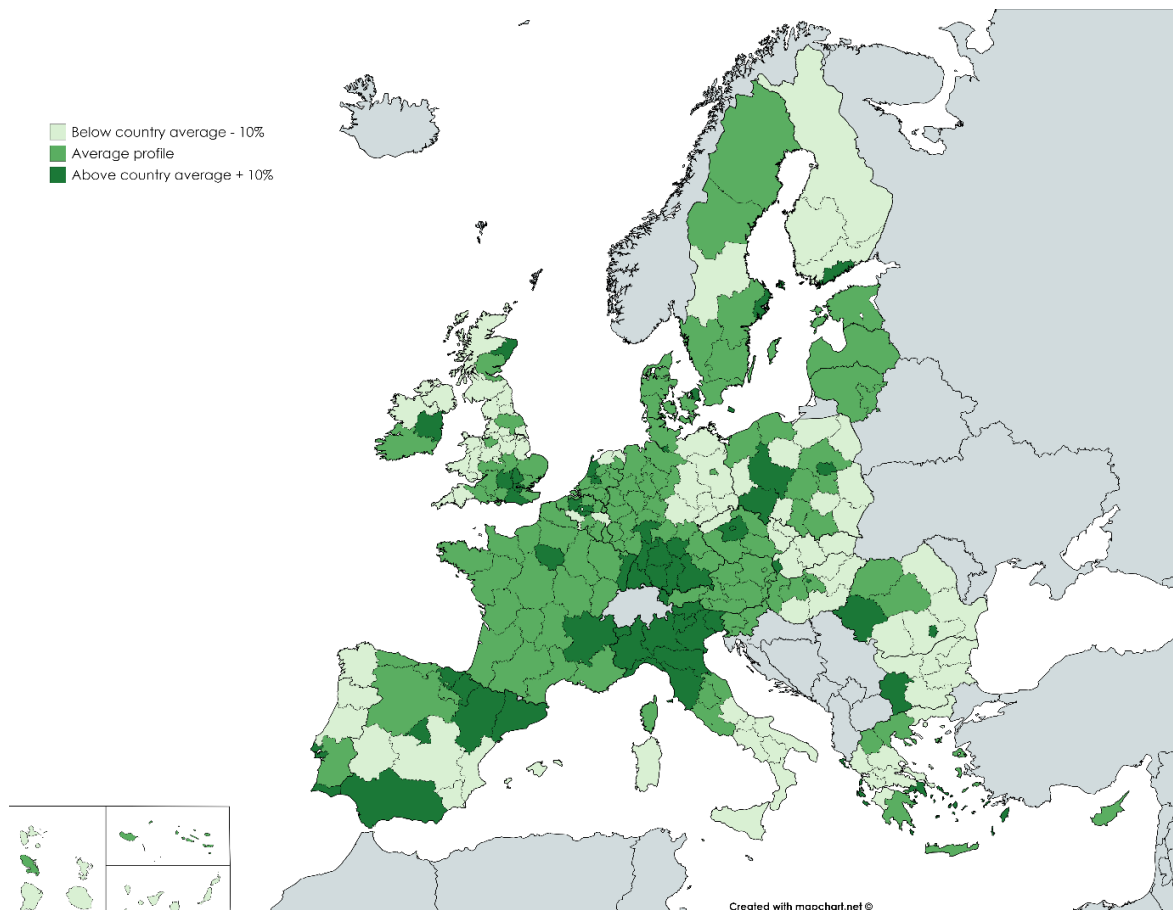 Below country average - 10%
Average profile
Above country average + 10%
Created with mapchart.net ©